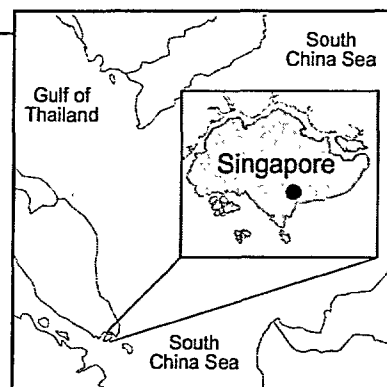 South
China Sea
Gulf of
Thailand
Singapore
South
China Sea